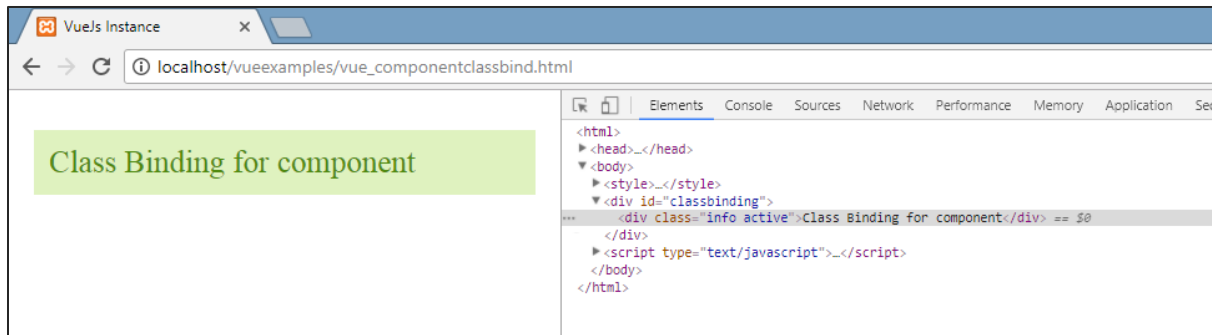 VueJs Instance
localhost/vueexamples/vue_componentclassbind.html
Elements Console Sources Network Performance Memory Application Sec
Class Binding for component
<html>
▶<head>…</head>
▼<body>
▶<style>…</style>
▼<div id="classbinding">
<div class="info active">Class Binding for component</div> == $0
</div>
▶<script type="text/javascript">…</script>
</body>
</html>